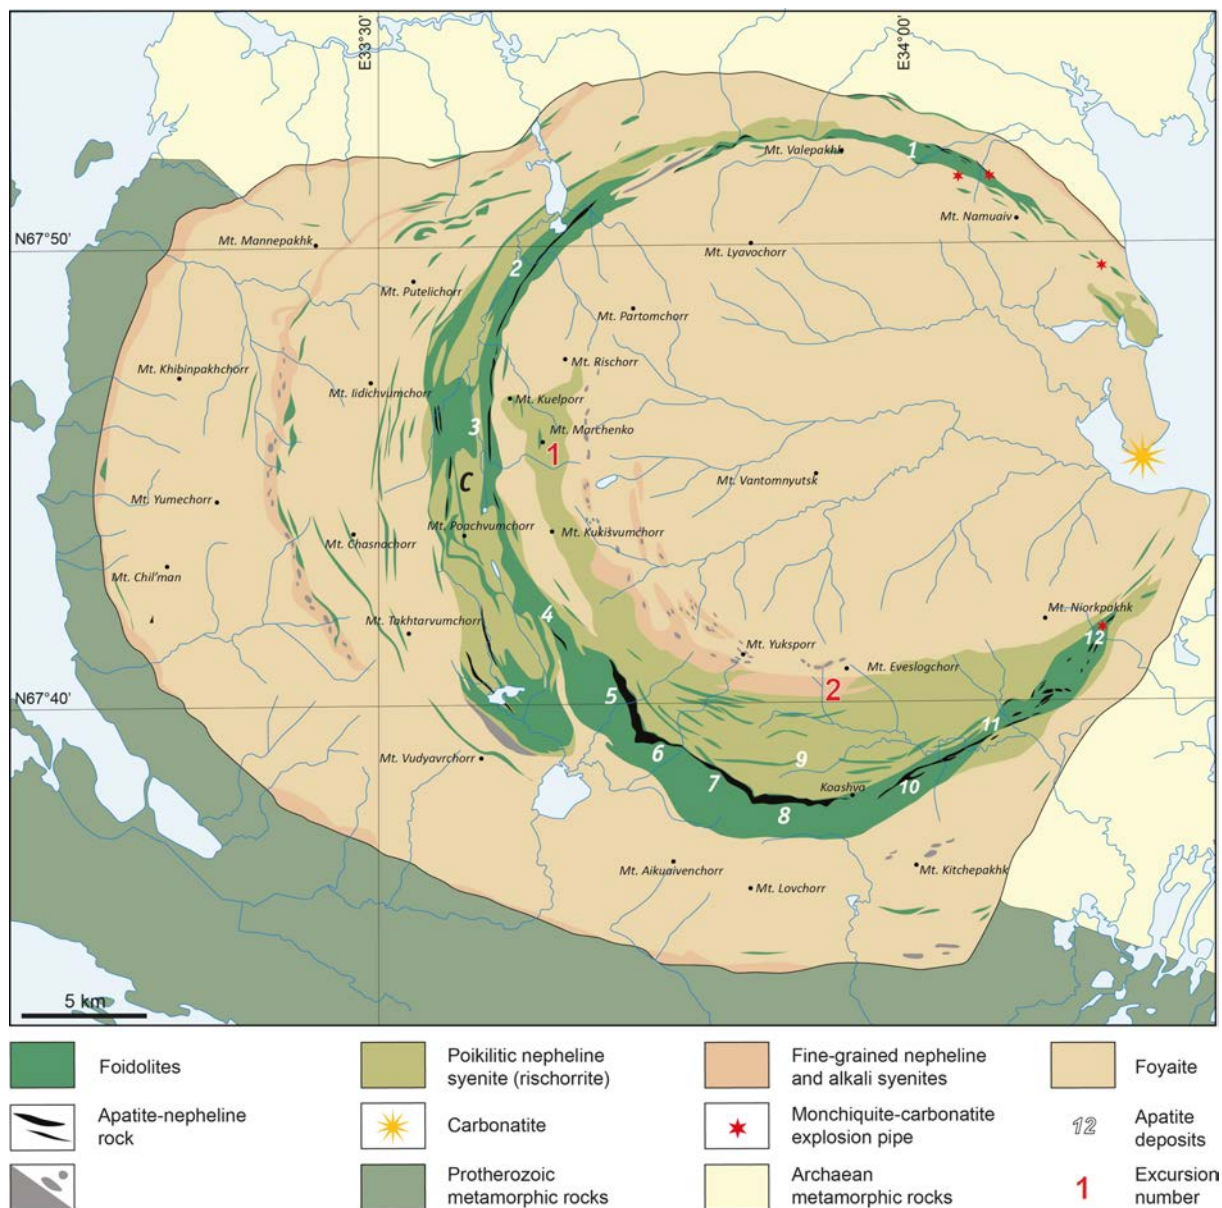 E33°30'
E34°00'
Mt. Valepakhk
1
Mt. Namuaiv
N67°50'
Mt. Mannepakhk
Mt. Lyavochorr
2
Mt. Putelichorr
Mt. Partomchorr
Mt. Rischorr
Mt. Khibinpakhchorr
Mt. Iidichvumchorr
Mt. Kuelporr
3
Mt. Marchenko
1
C
Mt. Vantomnyutsk
Mt. Yumechorr
Mt. Poachvumchorr
Mt. Kukisvumchorr
Mt. Chasnachorr
Mt. Chil'man
4
Mt. Niorkpakhk
Mt. Takhtarvumchorr
12
Mt. Yuksporr
Mt. Eveslogchorr
N67°40'
5
2
11
6
9
Mt. Vudyavrchorr
7
Koashva
10
8
Mt. Aikuaivenchorr
Mt. Kitchepakhk
Mt. Lovchorr
5 km
Foidolites
Poikilitic nepheline
syenite (rischorrite)
Fine-grained nepheline
and alkali syenites
Foyaite
Apatite-nepheline
rock
Carbonatite
Monchiquite-carbonatite
explosion pipe
12
Apatite
deposits
Protherozoic
metamorphic rocks
Archaean
metamorphic rocks
1
Excursion
number